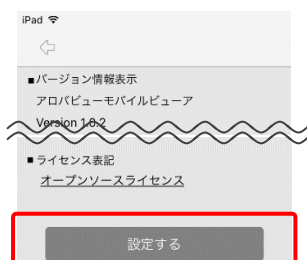 iPad
■バージョン情報表示
アロバビューモバイルビューア
Version 1.0.2
■ライセンス表記
オープンソースライセンス
設定する